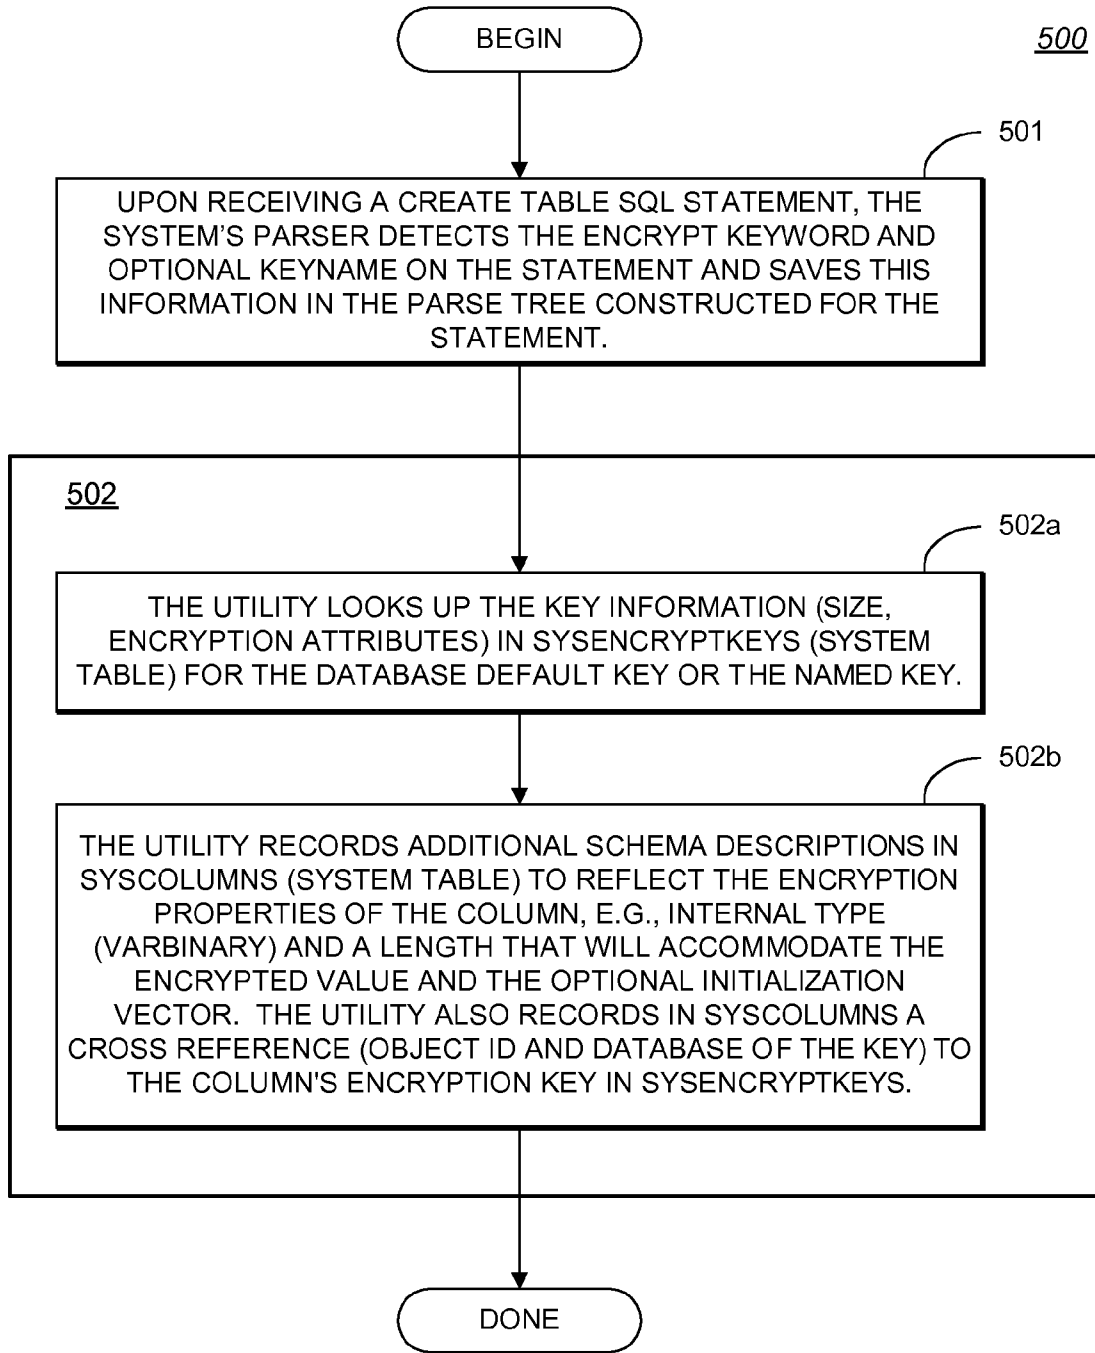 BEGIN
500
501
UPON RECEIVING A CREATE TABLE SQL STATEMENT, THE
SYSTEM'S PARSER DETECTS THE ENCRYPT KEYWORD AND
OPTIONAL KEYNAME ON THE STATEMENT AND SAVES THIS
INFORMATION IN THE PARSE TREE CONSTRUCTED FOR THE
STATEMENT.
502
502a
THE UTILITY LOOKS UP THE KEY INFORMATION (SIZE,
ENCRYPTION ATTRIBUTES) IN SYSENCRYPTKEYS (SYSTEM
TABLE) FOR THE DATABASE DEFAULT KEY OR THE NAMED KEY.
502b
THE UTILITY RECORDS ADDITIONAL SCHEMA DESCRIPTIONS IN
SYSCOLUMNS (SYSTEM TABLE) TO REFLECT THE ENCRYPTION
PROPERTIES OF THE COLUMN, E.G., INTERNAL TYPE
(VARBINARY) AND A LENGTH THAT WILL ACCOMMODATE THE
ENCRYPTED VALUE AND THE OPTIONAL INITIALIZATION
VECTOR. THE UTILITY ALSO RECORDS IN SYSCOLUMNS A
CROSS REFERENCE (OBJECT ID AND DATABASE OF THE KEY) TO
THE COLUMN'S ENCRYPTION KEY IN SYSENCRYPTKEYS.
DONE